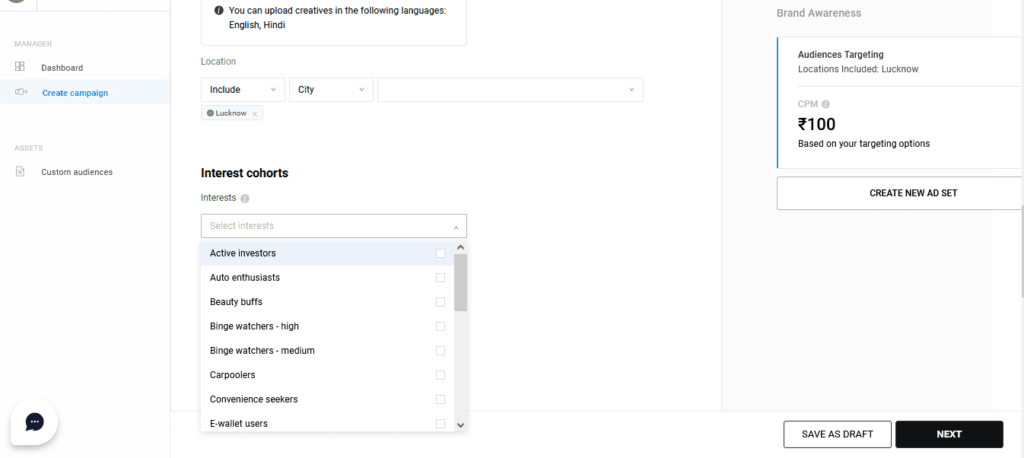 You can upload creatives in the following languages:
English, Hindi
Brand Awareness
MANAGER
Dashboard
Create campaign
ASSETS
Custom audiences
Location
Include
City
Lucknow
Interest cohorts
Interests
Select interests
Active investors
Auto enthusiasts
Beauty buffs
Binge watchers - high
Binge watchers - medium
Carpoolers
Convenience seekers
E-wallet users
Audiences Targeting
Locations Included: Lucknow
CPM
₹100
Based on your targeting options
CREATE NEW AD SET
SAVE AS DRAFT
NEXT